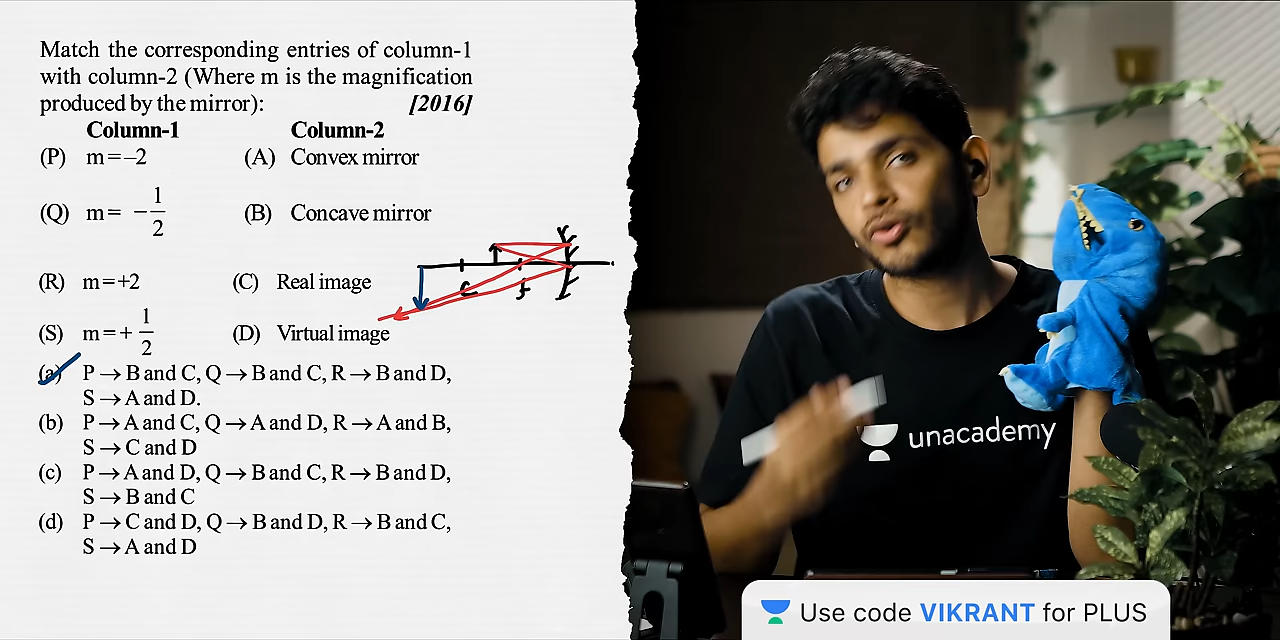 Match the corresponding entries of column-1
with column-2 (Where m is the magnification
produced by the mirror): [2016]
Column-1 Column-2
(P) m=–2 (A) Convex mirror
(Q) m= –1/2 (B) Concave mirror
(R) m=+2 (C) Real image
(S) m=+1/2 (D) Virtual image
(a) P→B and C, Q→B and C, R→B and D,
S→A and D.
(b) P→A and C, Q→A and D, R→A and B,
S→C and D
(c) P→A and D, Q→B and C, R→B and D,
S→B and C
(d) P→C and D, Q→B and D, R→B and C,
S→A and D
C F
unacademy
Use code VIKRANT for PLUS